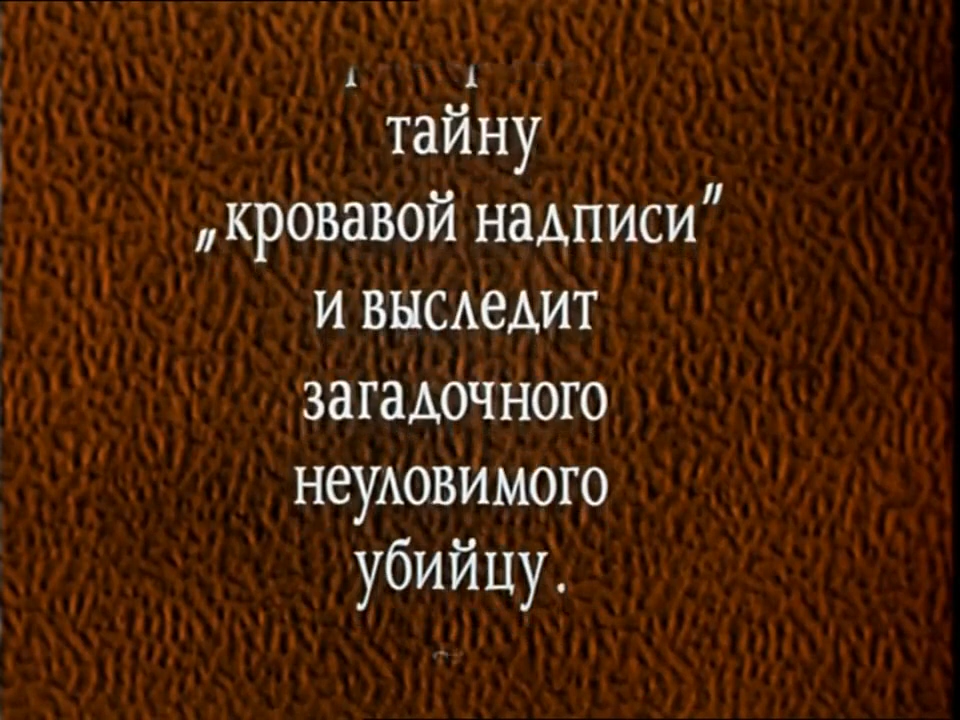 тайну
„кровавой надписи”
и выследит
загадочного
неуловимого
убийцу.